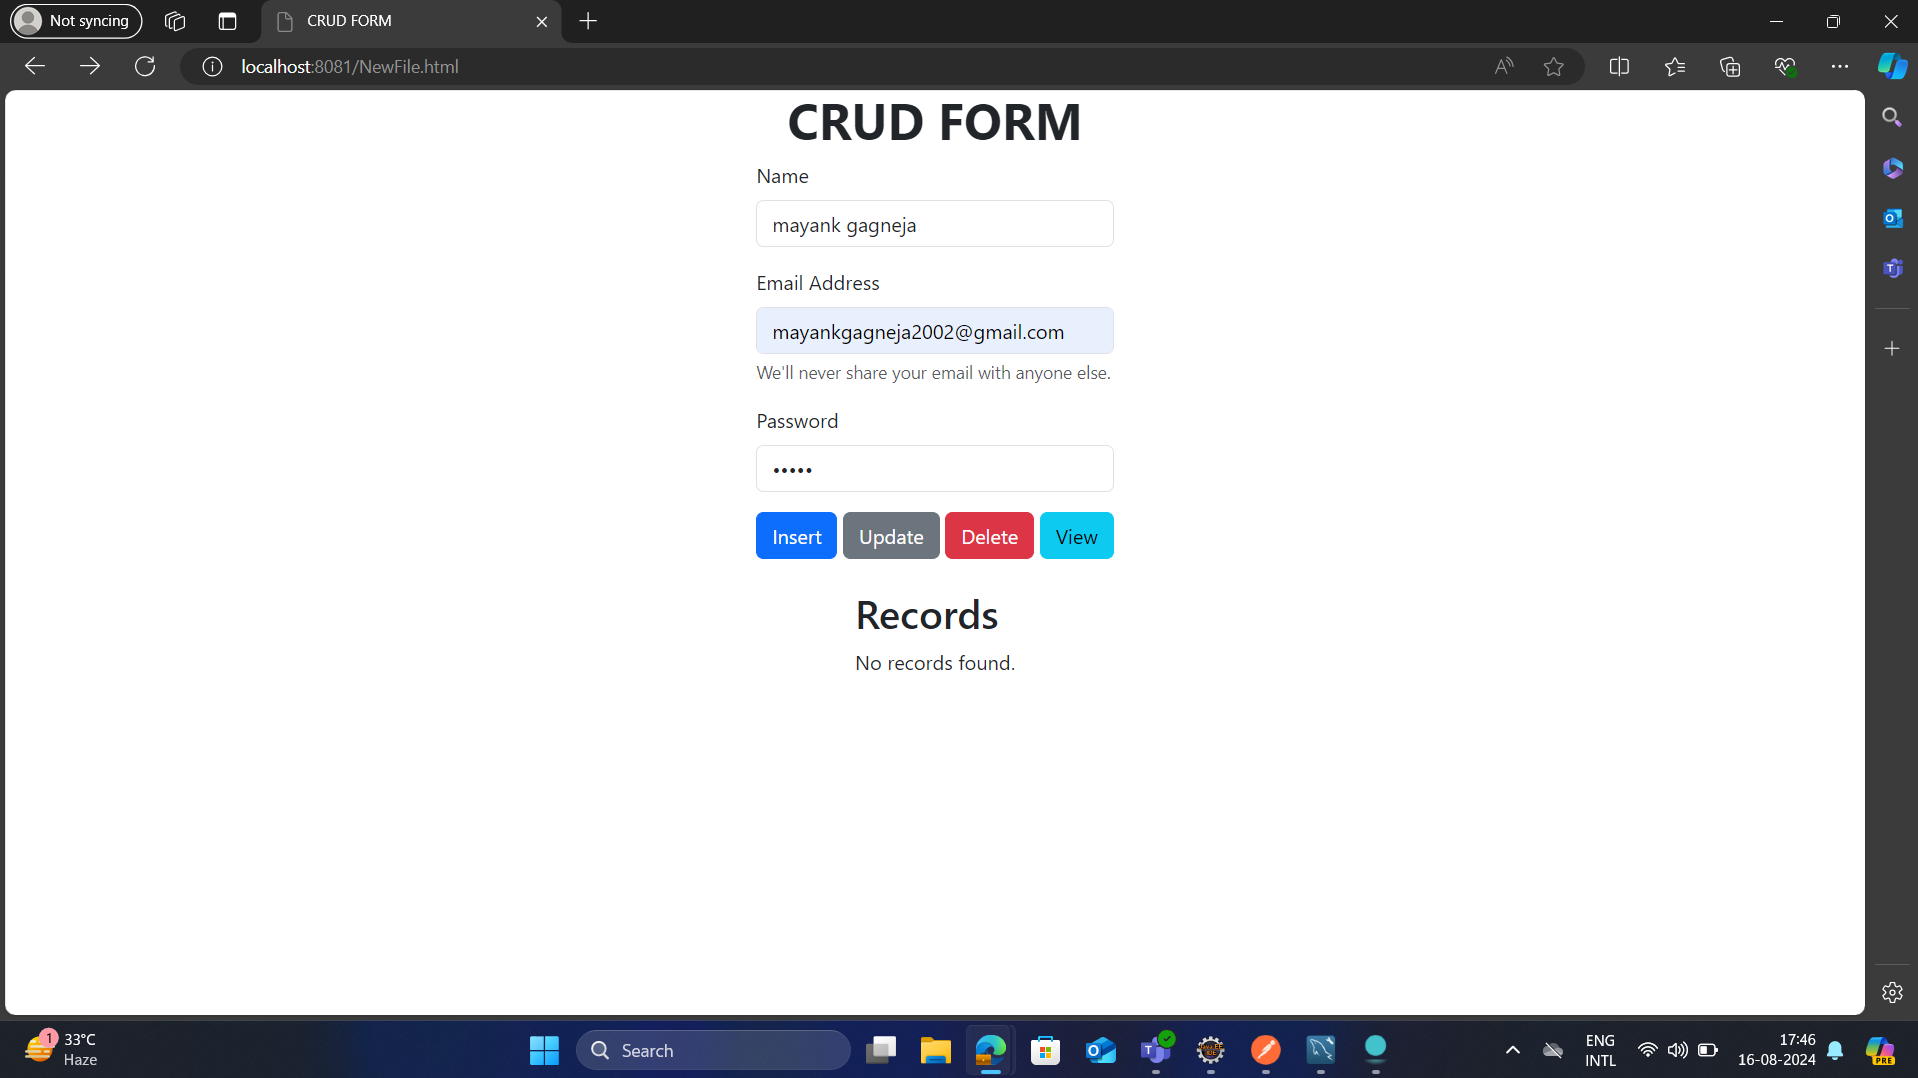 Not syncing
CRUD FORM
localhost:8081/NewFile.html
CRUD FORM
Name
mayank gagneja
Email Address
mayankgagneja2002@gmail.com
We'll never share your email with anyone else.
Password
•••••
Insert Update Delete View
Records
No records found.
1
33°C
Haze
Search
ENG
INTL
17:46
16-08-2024
PRE